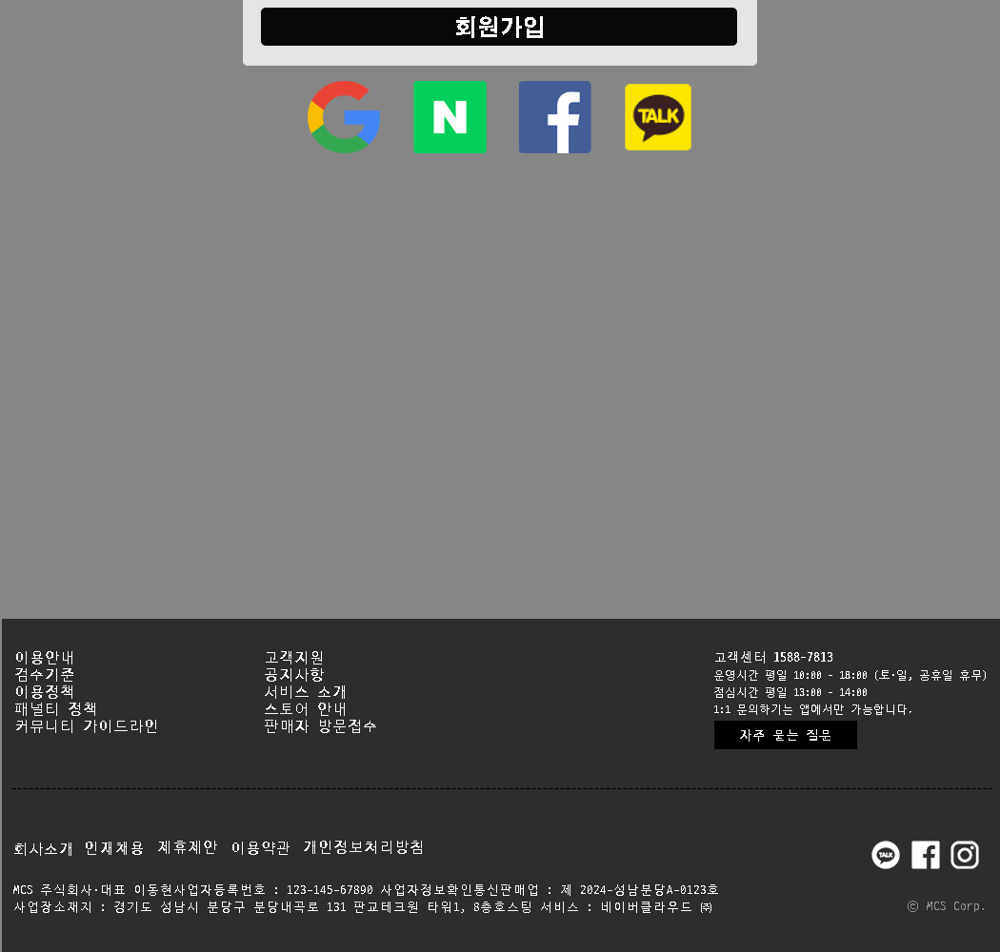 회원가입
N
f
TALK
이용안내
검수기준
이용정책
패널티 정책
커뮤니티 가이드라인
고객지원
공지사항
서비스 소개
스토어 안내
판매자 방문접수
고객센터 1588-7813
운영시간 평일 10:00 - 18:00 (토·일, 공휴일 휴무)
점심시간 평일 13:00 - 14:00
1:1 문의하기는 앱에서만 가능합니다.
자주 묻는 질문
회사소개 인재채용 제휴제안 이용약관 개인정보처리방침
TALK
MCS 주식회사·대표 이동현사업자등록번호 : 123-145-67890 사업자정보확인통신판매업 : 제 2024-성남분당A-0123호
사업장소재지 : 경기도 성남시 분당구 분당내곡로 131 판교테크원 타워1, 8층호스팅 서비스 : 네이버클라우드 ㈜
© MCS Corp.